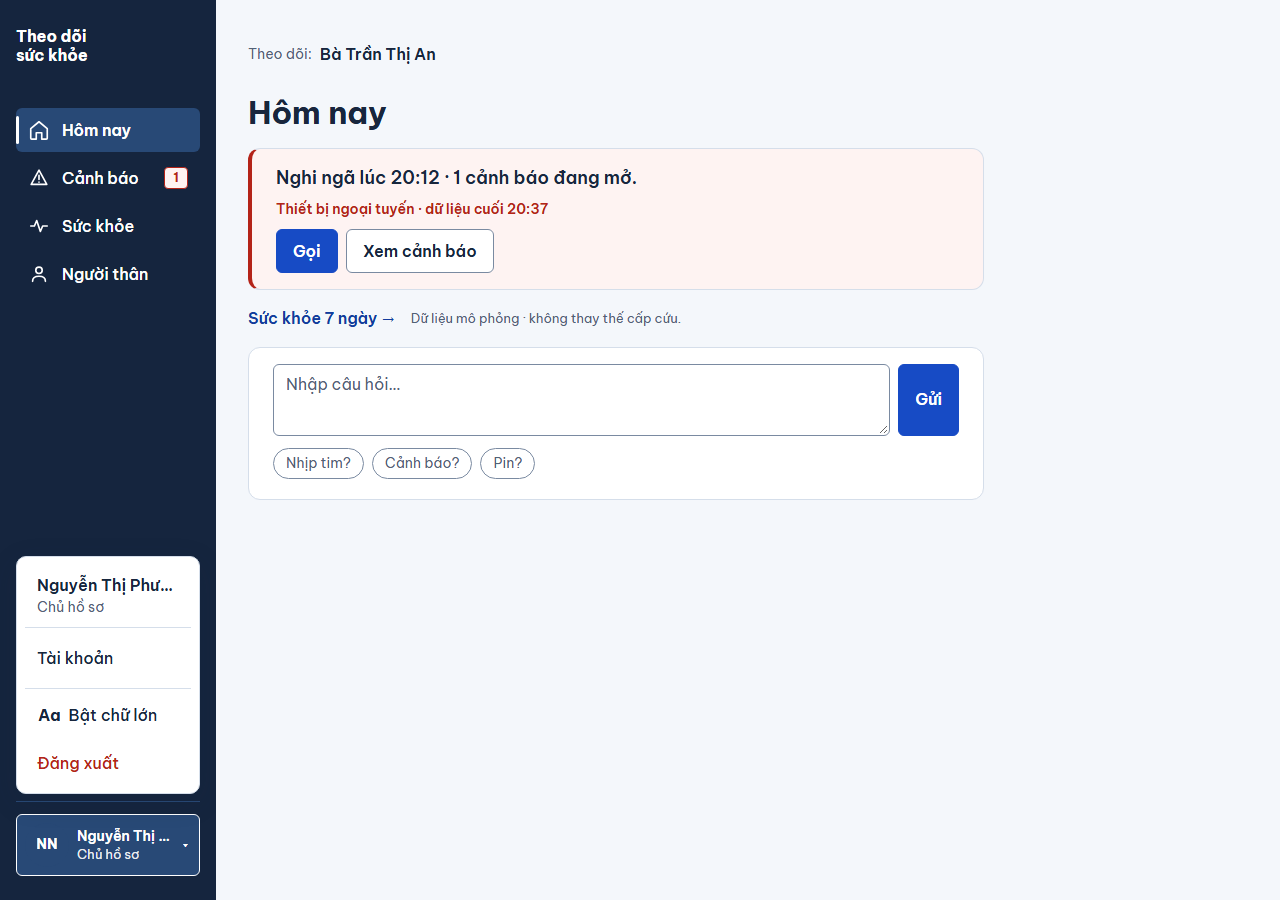 Theo dõi
sức khỏe
Hôm nay
Cảnh báo
1
Sức khỏe
Người thân
Nguyễn Thị Phư...
Chủ hồ sơ
Tài khoản
Aa Bật chữ lớn
Đăng xuất
NN
Nguyễn Thị ...
Chủ hồ sơ
Theo dõi: Bà Trần Thị An
Hôm nay
Nghi ngã lúc 20:12 · 1 cảnh báo đang mở.
Thiết bị ngoại tuyến · dữ liệu cuối 20:37
Gọi
Xem cảnh báo
Sức khỏe 7 ngày →
Dữ liệu mô phỏng · không thay thế cấp cứu.
Nhập câu hỏi...
Gửi
Nhịp tim?
Cảnh báo?
Pin?